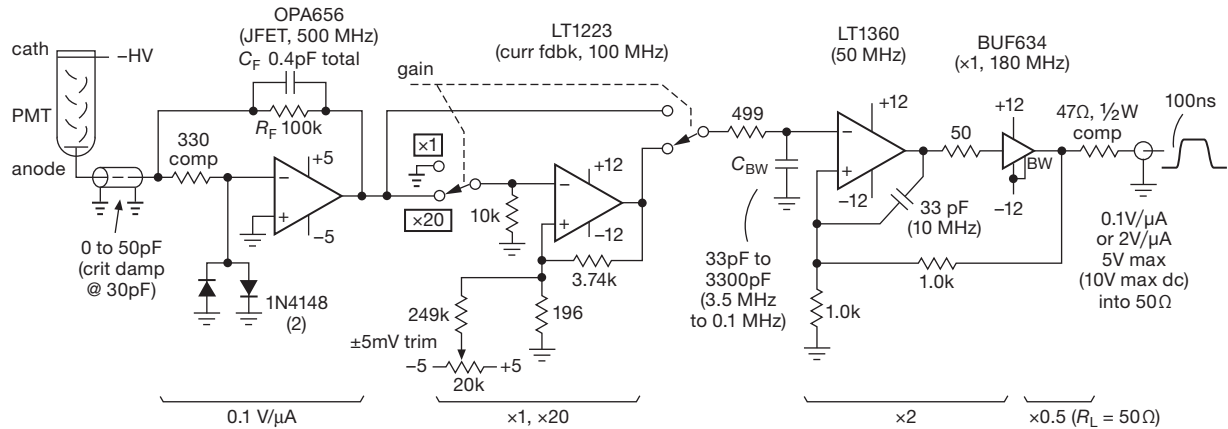 OPA656
(JFET, 500 MHz)
C_F 0.4pF total
R_F 100k
cath
–HV
PMT
anode
330
comp
+5
–5
–
+
0 to 50pF
(crit damp
@ 30pF)
1N4148
(2)
0.1 V/μA
gain
LT1223
(curr fdbk, 100 MHz)
×1
×20
10k
+12
–12
–
+
3.74k
249k
196
±5mV trim
–5
+5
20k
×1, ×20
499
C_BW
33pF to
3300pF
(3.5 MHz
to 0.1 MHz)
LT1360
(50 MHz)
+12
–12
–
+
33 pF
(10 MHz)
50
1.0k
1.0k
×2
BUF634
(×1, 180 MHz)
+12
BW
–12
47Ω, ½W
comp
100ns
0.1V/μA
or 2V/μA
5V max
(10V max dc)
into 50Ω
×0.5 (R_L = 50Ω)